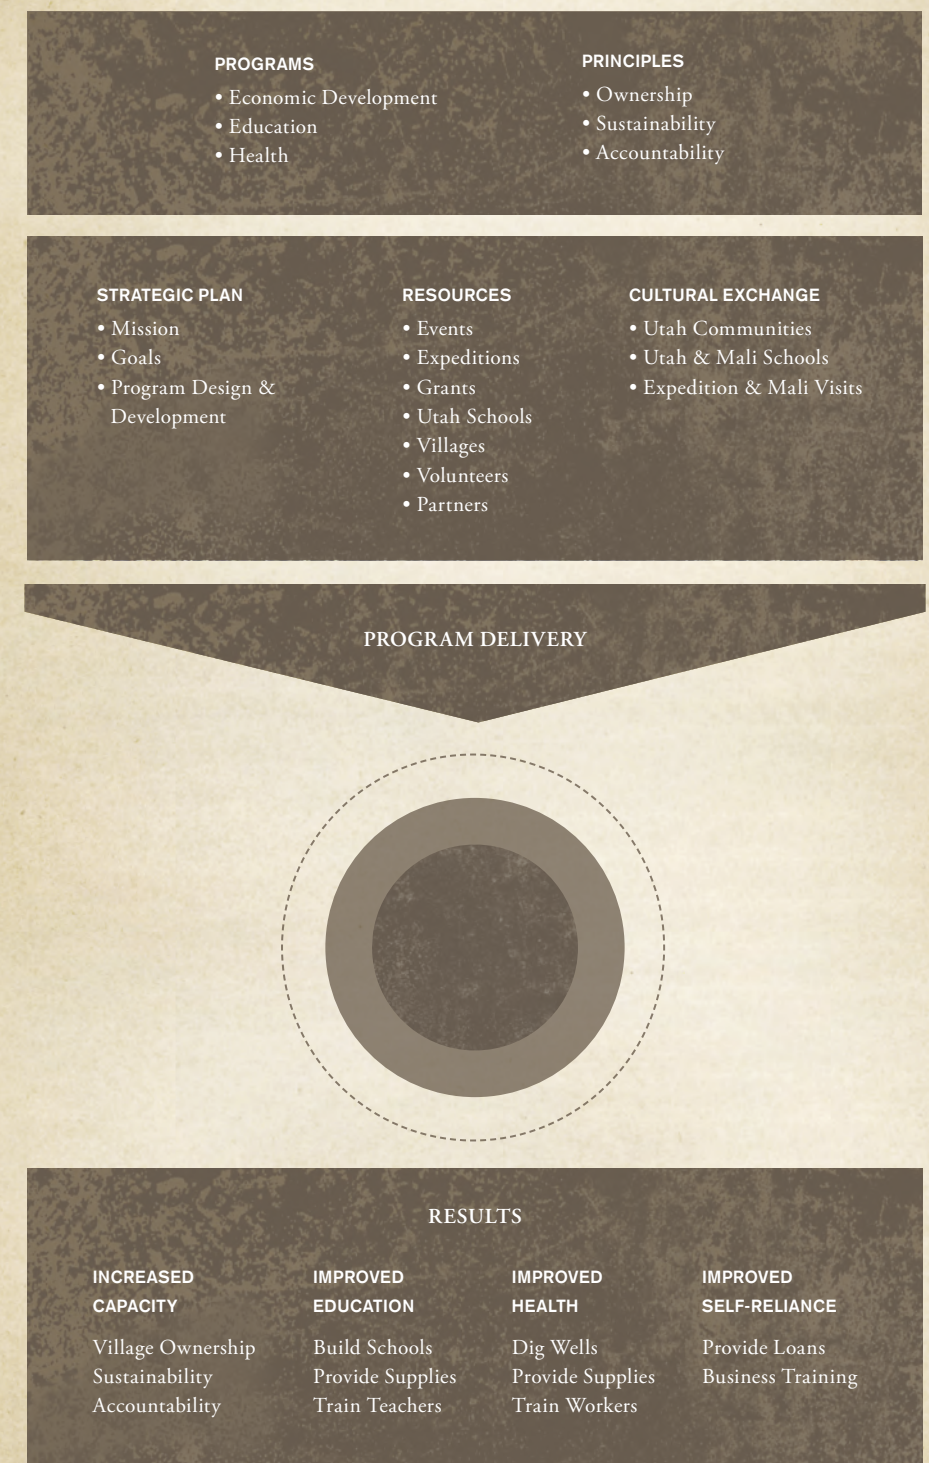 PROGRAMS
• Economic Development
• Education
• Health
PRINCIPLES
• Ownership
• Sustainability
• Accountability
STRATEGIC PLAN
• Mission
• Goals
• Program Design &
Development
RESOURCES
• Events
• Expeditions
• Grants
• Utah Schools
• Villages
• Volunteers
• Partners
CULTURAL EXCHANGE
• Utah Communities
• Utah & Mali Schools
• Expedition & Mali Visits
PROGRAM DELIVERY
RESULTS
INCREASED
CAPACITY
Village Ownership
Sustainability
Accountability
IMPROVED
EDUCATION
Build Schools
Provide Supplies
Train Teachers
IMPROVED
HEALTH
Dig Wells
Provide Supplies
Train Workers
IMPROVED
SELF-RELIANCE
Provide Loans
Business Training